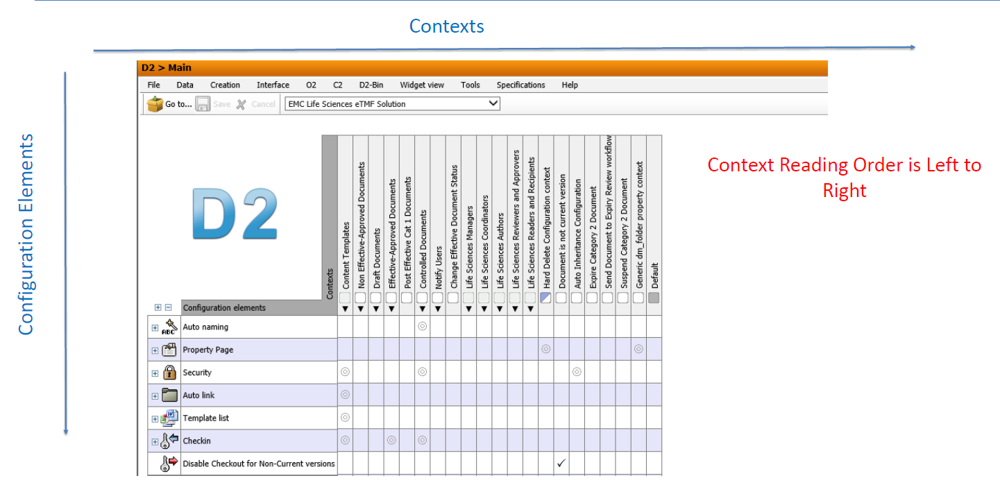 Contexts
Configuration Elements
D2 > Main
File Data Creation Interface O2 C2 D2-Bin Widget view Tools Specifications Help
Go to... Save Cancel EMC Life Sciences eTMF Solution
D2
Contexts
Content Templates
Non Effective-Approved Documents
Draft Documents
Effective-Approved Documents
Post Effective Cat 1 Documents
Controlled Documents
Notify Users
Change Effective Document Status
Life Sciences Managers
Life Sciences Coordinators
Life Sciences Authors
Life Sciences Reviewers and Approvers
Life Sciences Readers and Recipients
Hard Delete Configuration context
Document is not current version
Auto Inheritance Configuration
Expire Category 2 Document
Send Document to Expiry Review workflow
Suspend Category 2 Document
Generic dm_folder property context
Default
Context Reading Order is Left to
Right
Configuration elements
ABC Auto naming
Property Page
Security
Auto link
W Template list
Checkin
Disable Checkout for Non-Current versions